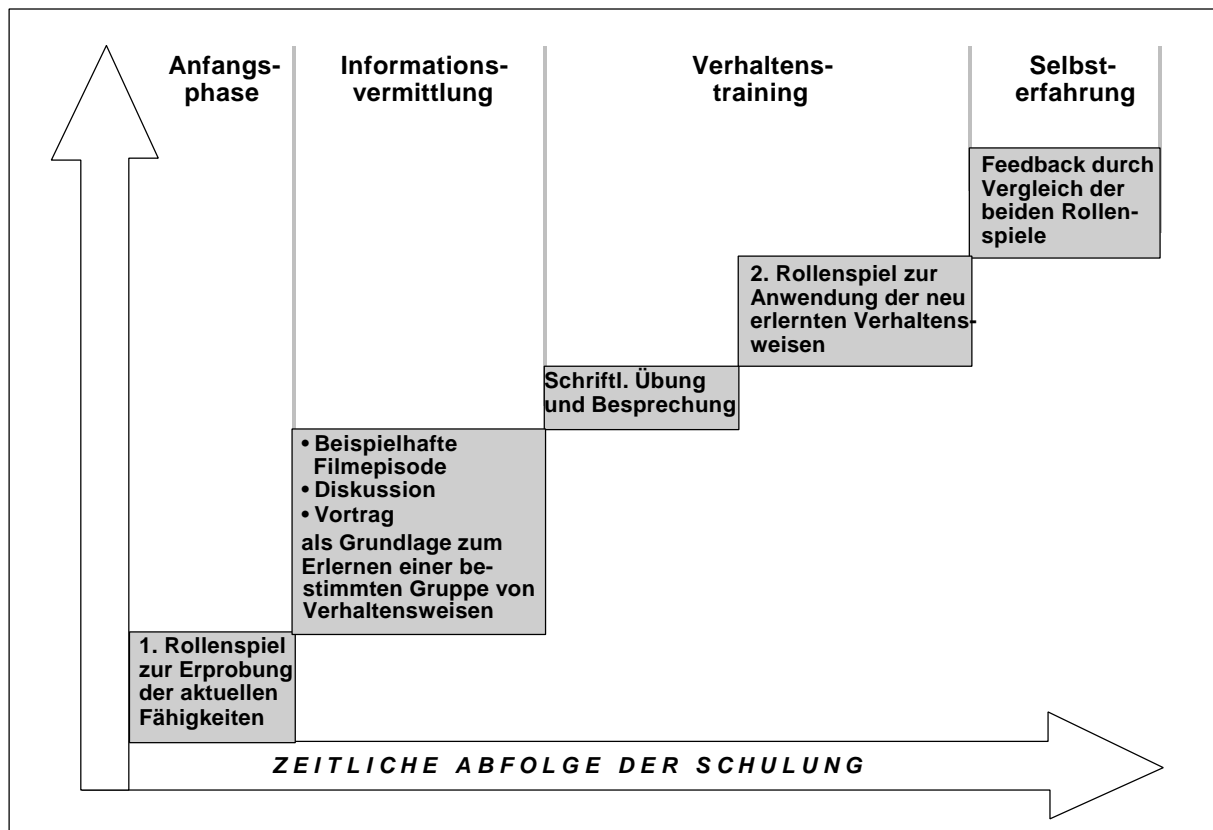 Anfangs-
phase
Informations-
vermittlung
Verhaltens-
training
Selbst-
erfahrung
Feedback durch
Vergleich der
beiden Rollen-
spiele
2. Rollenspiel zur
Anwendung der neu
erlernten Verhaltens-
weisen
Schriftl. Übung
und Besprechung
• Beispielhafte
Filmepisode
• Diskussion
• Vortrag
als Grundlage zum
Erlernen einer be-
stimmten Gruppe von
Verhaltensweisen
1. Rollenspiel
zur Erprobung
der aktuellen
Fähigkeiten
ZEITLICHE ABFOLGE DER SCHULUNG